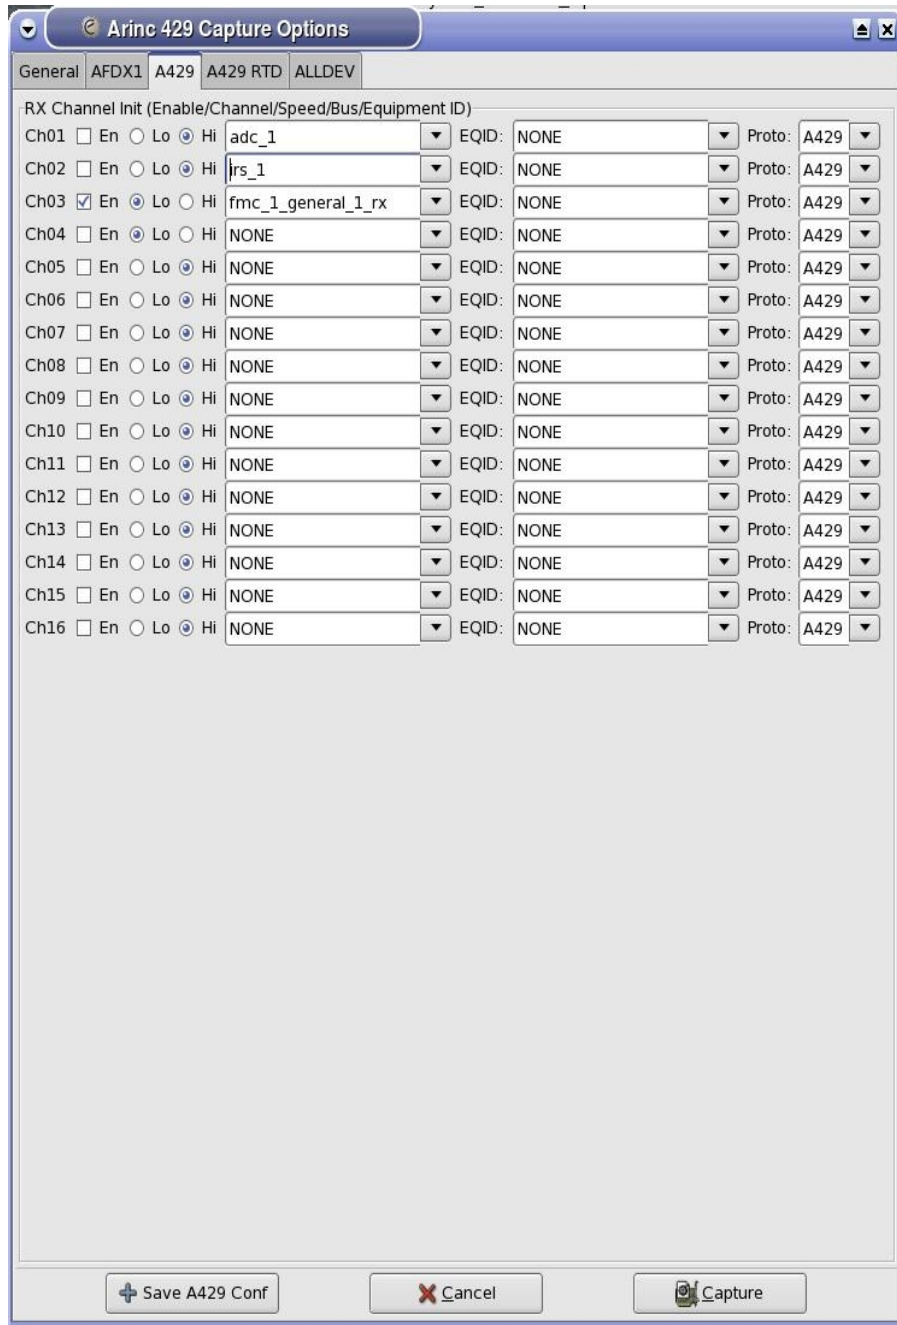 Arinc 429 Capture Options
General AFDX1 A429 A429 RTD ALLDEV
RX Channel Init (Enable/Channel/Speed/Bus/Equipment ID)
Ch01 En Lo Hi adc_1 EQID: NONE Proto: A429
Ch02 En Lo Hi irs_1 EQID: NONE Proto: A429
Ch03 En Lo Hi fmc_1_general_1_rx EQID: NONE Proto: A429
Ch04 En Lo Hi NONE EQID: NONE Proto: A429
Ch05 En Lo Hi NONE EQID: NONE Proto: A429
Ch06 En Lo Hi NONE EQID: NONE Proto: A429
Ch07 En Lo Hi NONE EQID: NONE Proto: A429
Ch08 En Lo Hi NONE EQID: NONE Proto: A429
Ch09 En Lo Hi NONE EQID: NONE Proto: A429
Ch10 En Lo Hi NONE EQID: NONE Proto: A429
Ch11 En Lo Hi NONE EQID: NONE Proto: A429
Ch12 En Lo Hi NONE EQID: NONE Proto: A429
Ch13 En Lo Hi NONE EQID: NONE Proto: A429
Ch14 En Lo Hi NONE EQID: NONE Proto: A429
Ch15 En Lo Hi NONE EQID: NONE Proto: A429
Ch16 En Lo Hi NONE EQID: NONE Proto: A429
Save A429 Conf Cancel Capture